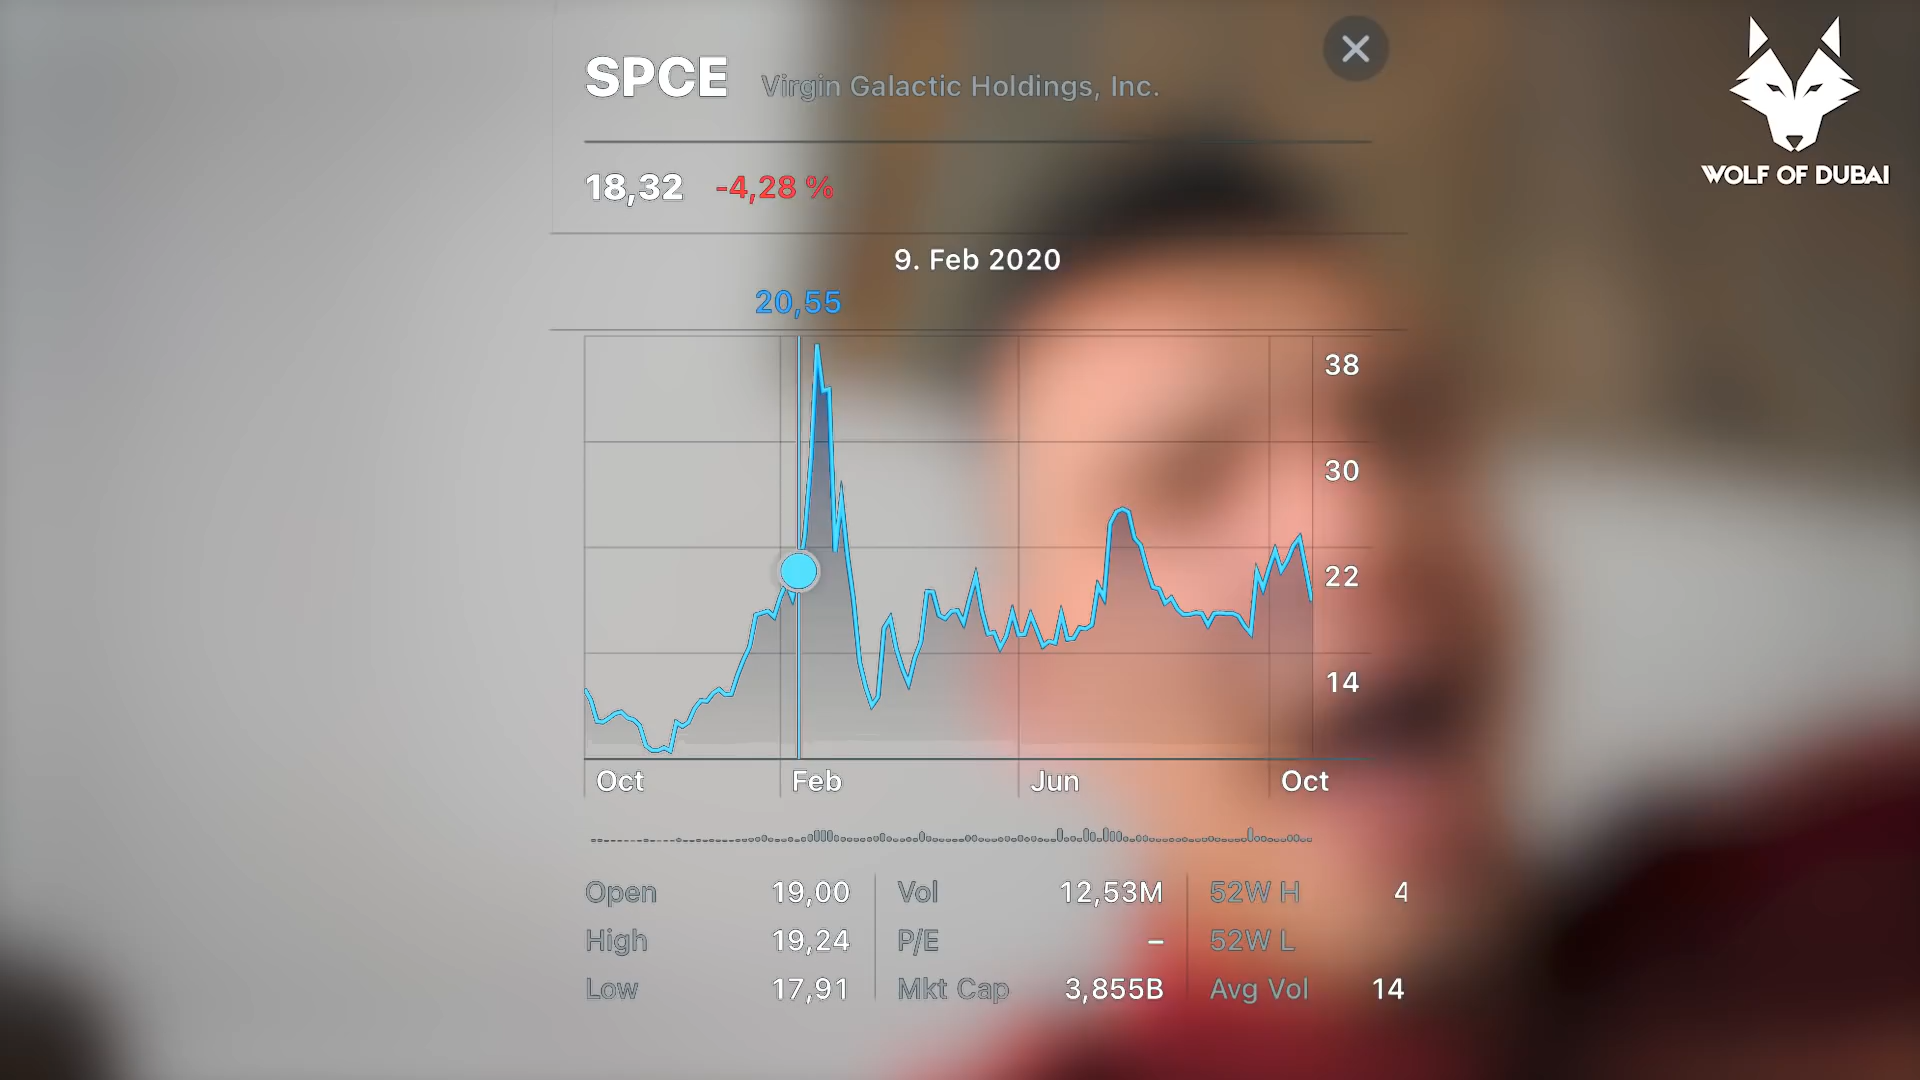 SPCE Virgin Galactic Holdings, Inc.
WOLF OF DUBAI
18,32 -4,28 %
9. Feb 2020
20,55
38
30
22
14
Oct Feb Jun Oct
Open 19,00 Vol 12,53M 52W H 4
High 19,24 P/E – 52W L
Low 17,91 Mkt Cap 3,855B Avg Vol 14